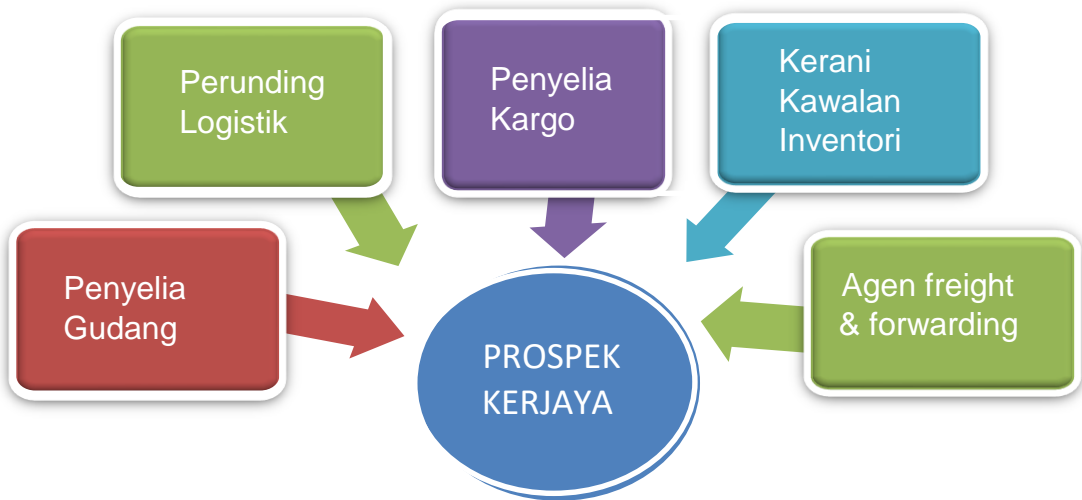 Perunding
Logistik
Penyelia
Kargo
Kerani
Kawalan
Inventori
Penyelia
Gudang
Agen freight
& forwarding
PROSPEK
KERJAYA